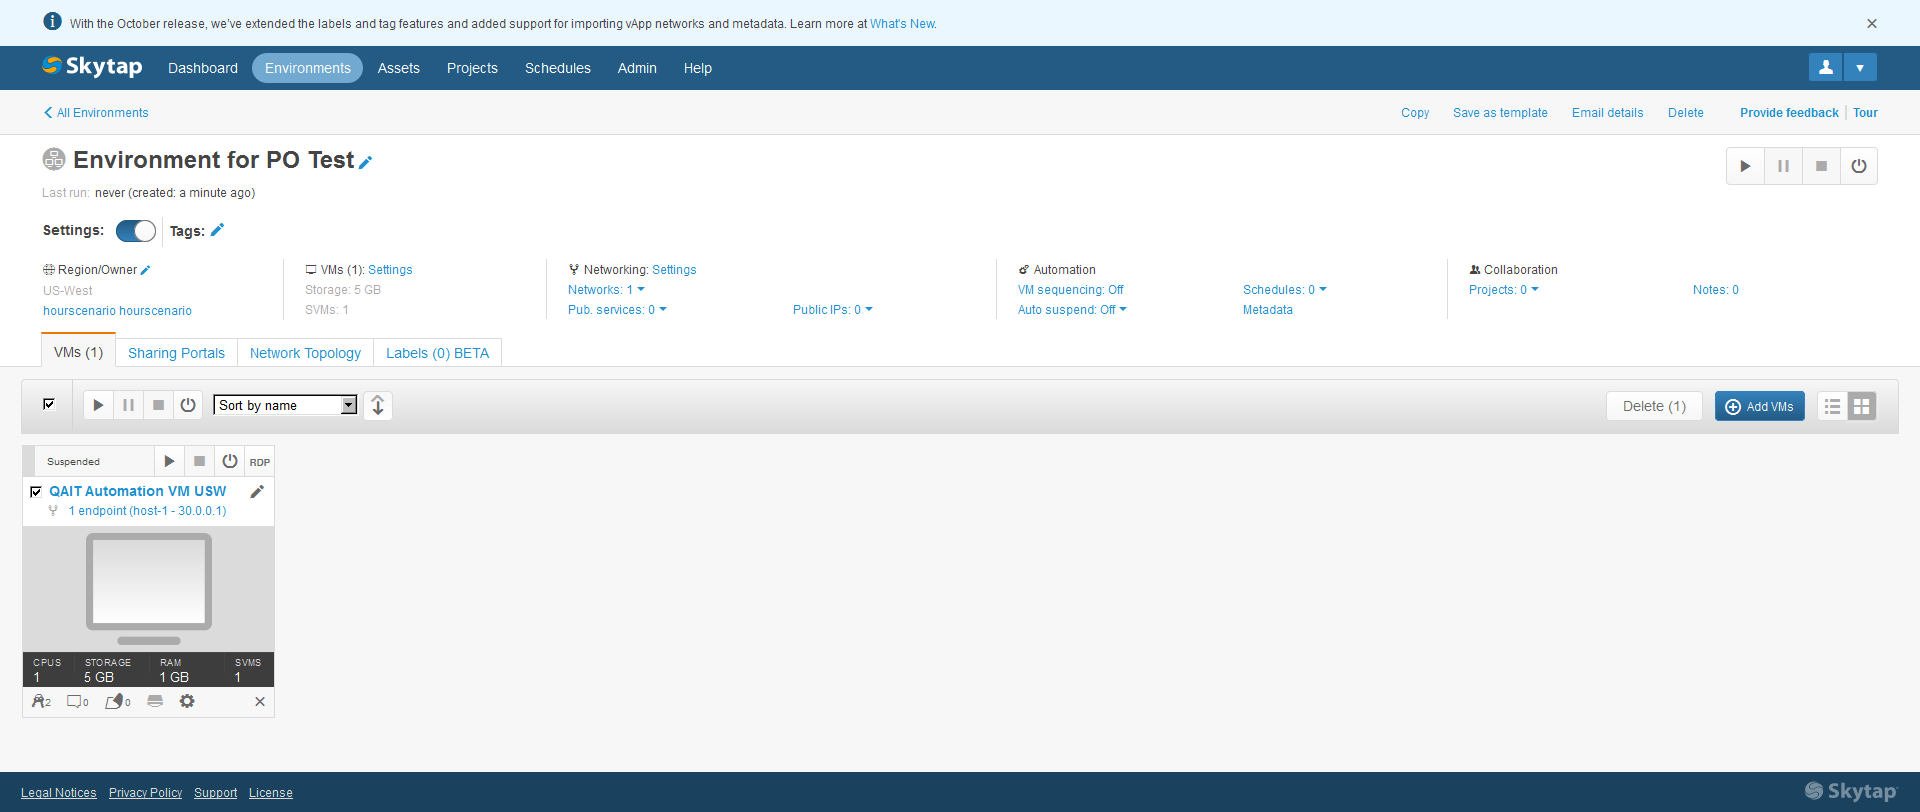 With the October release, we've extended the labels and tag features and added support for importing vApp networks and metadata. Learn more at What's New.
Skytap Dashboard Environments Assets Projects Schedules Admin Help
All Environments Copy Save as template Email details Delete Provide feedback Tour
Environment for PO Test
Last run: never (created: a minute ago)
Settings: Tags:
Region/Owner
US-West
hourscenario hourscenario
VMs (1): Settings
Storage: 5 GB
SVMs: 1
Networking: Settings
Networks: 1
Pub. services: 0 Public IPs: 0
Automation
VM sequencing: Off Schedules: 0
Auto suspend: Off Metadata
Collaboration
Projects: 0 Notes: 0
VMs (1) Sharing Portals Network Topology Labels (0) BETA
Sort by name Delete (1) Add VMs
Suspended RDP
QAIT Automation VM USW
1 endpoint (host-1 - 30.0.0.1)
CPUS STORAGE RAM SVMS
1 5 GB 1 GB 1
2 0 0
Legal Notices Privacy Policy Support License Skytap